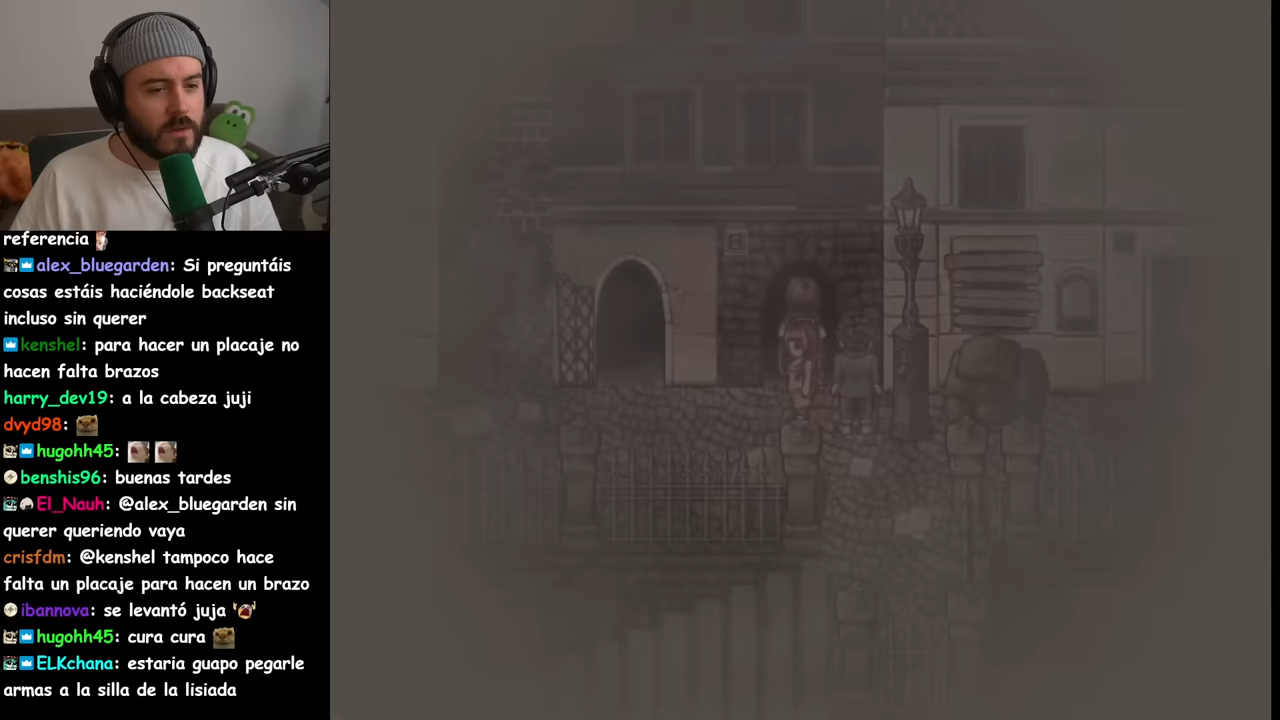 referencia
alex_bluegarden: Si preguntáis
cosas estáis haciéndole backseat
incluso sin querer
kenshel: para hacer un placaje no
hacen falta brazos
harry_dev19: a la cabeza juji
dvyd98:
hugohh45:
benshis96: buenas tardes
El_Nauh: @alex_bluegarden sin
querer queriendo vaya
crisfdm: @kenshel tampoco hace
falta un placaje para hacen un brazo
ibannova: se levantó juja
hugohh45: cura cura
ELKchana: estaria guapo pegarle
armas a la silla de la lisiada